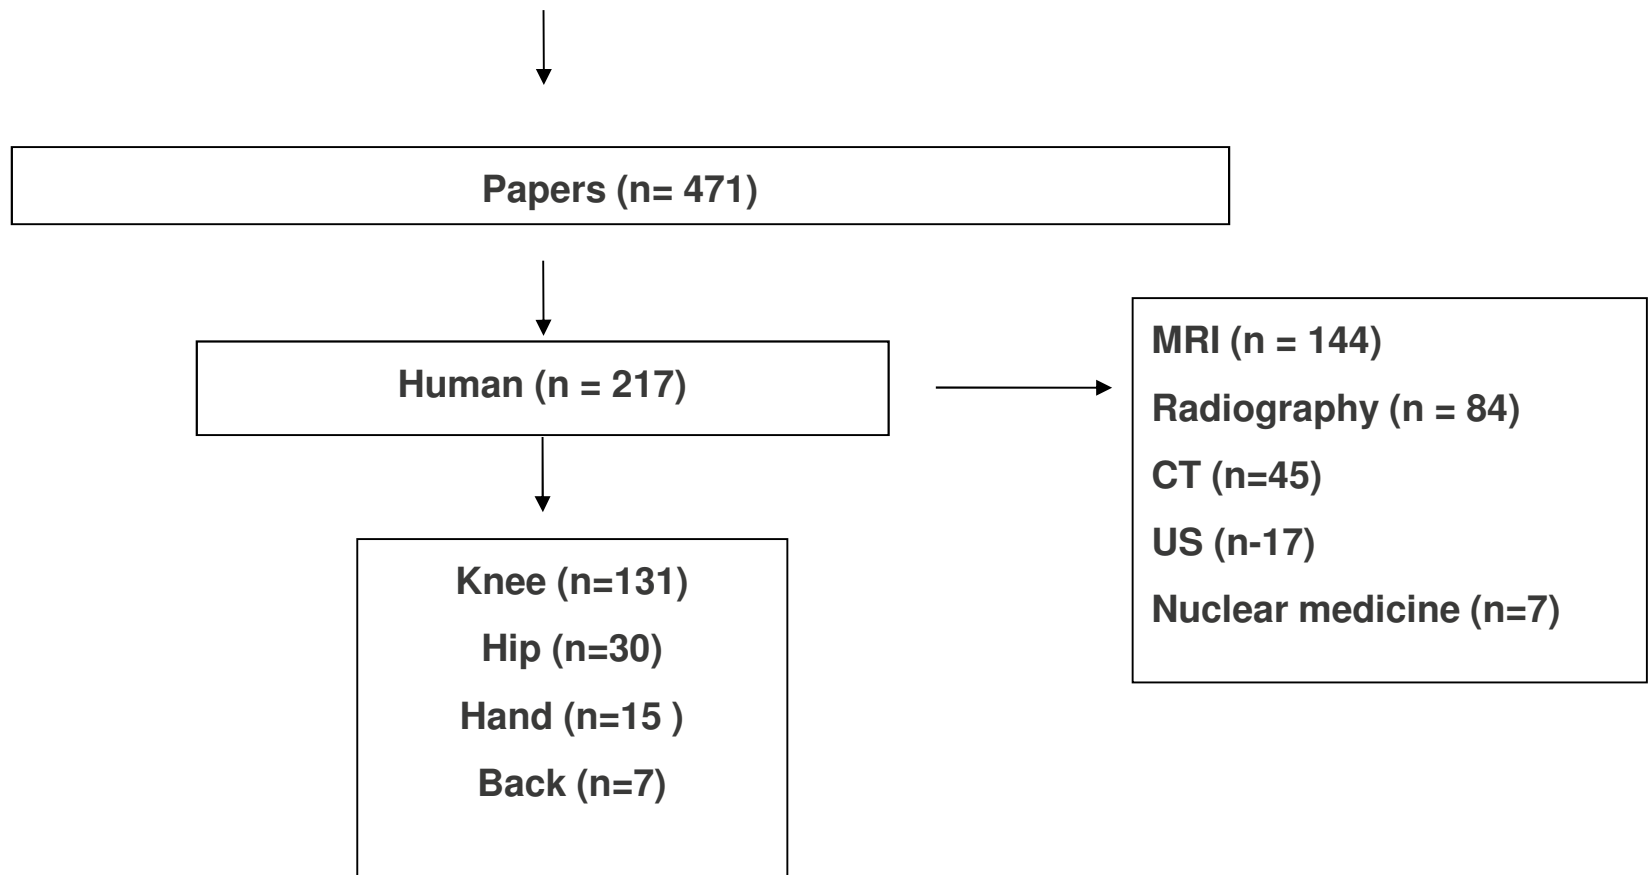 Papers (n= 471)
Human (n = 217)
MRI (n = 144)
Radiography (n = 84)
CT (n=45)
US (n-17)
Nuclear medicine (n=7)
Knee (n=131)
Hip (n=30)
Hand (n=15 )
Back (n=7)